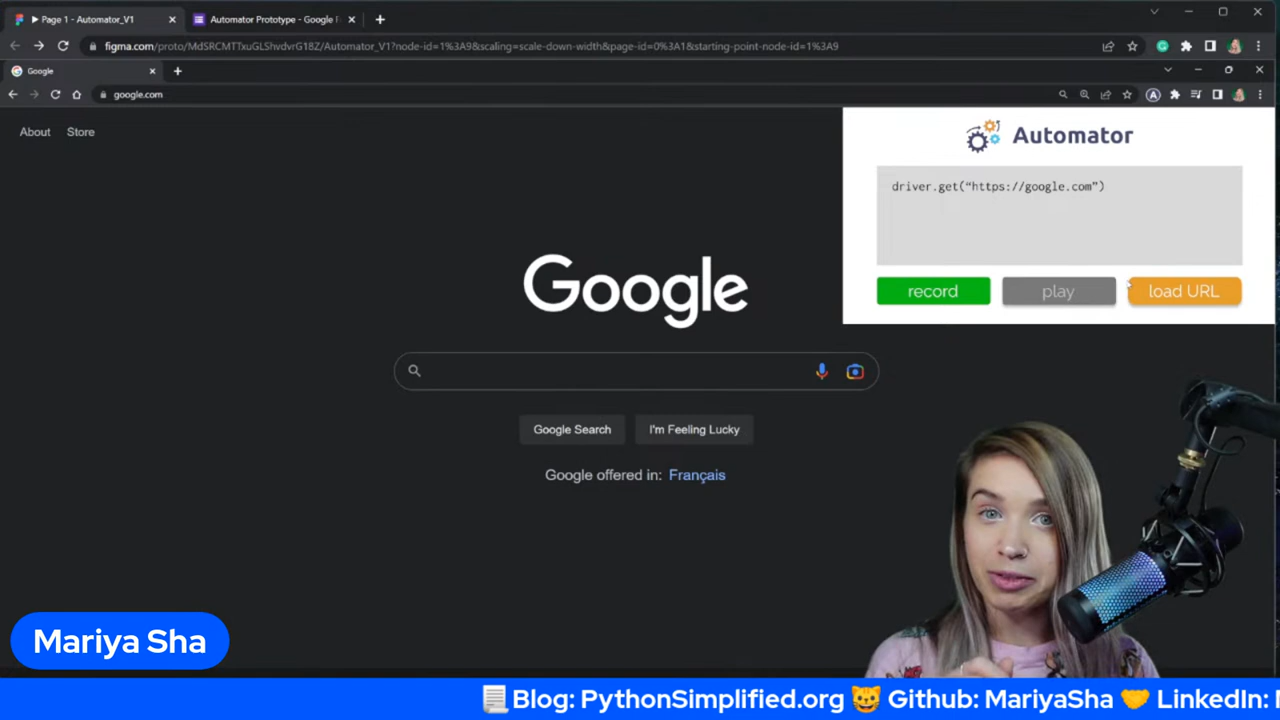 Page 1 - Automator_V1
Automator Prototype - Google
figma.com/proto/MdSRCMTTxuGLShvdvrG18Z/Automator_V1?node-id=1%3A9&scaling=scale-down-width&page-id=0%3A1&starting-point-node-id=1%3A9
Google
google.com
About Store
Automator
driver.get(“https://google.com”)
record play load URL
Google
Google Search I'm Feeling Lucky
Google offered in: Français
Mariya Sha
Blog: PythonSimplified.org Github: MariyaSha LinkedIn: